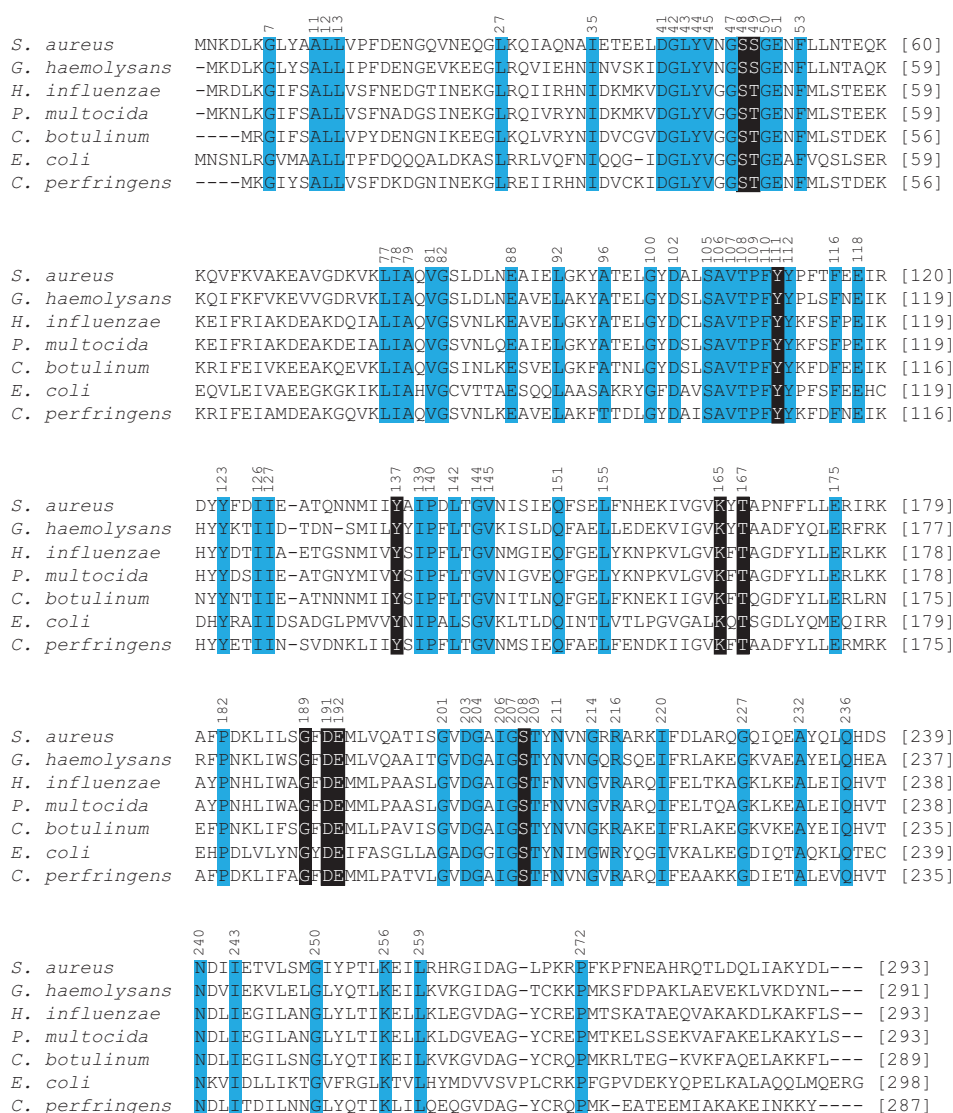 7 11 12 13 27 35 41 42 43 44 45 47 48 49 50 51 53
S. aureus MNKDLKGLYAALLVPFDENGQVNEQGLKQIAQNAIETEELDGLYVNGSSGENFLLNTEQK [60]
G. haemolysans -MKDLKGLYSALLIPFDENGEVKEEGLRQVIEHNINVSKIDGLYVNGSSGENFLLNTAQK [59]
H. influenzae -MRDLKGIFSALLVSFNEDGTINEKGLRQIIRHNIDKMKVDGLYVGGSTGENFMLSTEEK [59]
P. multocida -MKNLKGIFSALLVSFNADGSINEKGLRQIVRYNIDKMKVDGLYVGGSTGENFMLSTEEK [59]
C. botulinum ----MRGIFSALLVPYDENGNIKEEGLKQLVRYNIDVCGVDGLYVGGSTGENFMLSTDEK [56]
E. coli MNSNLRGVMAALLTPFDQQQALDKASLRRLVQFNIQQG-IDGLYVGGSTGEAFVQSLSER [59]
C. perfringens ----MKGIYSALLVSFDKDGNINEKGLREIIRHNIDVCKIDGLYVGGSTGENFMLSTDEK [56]
77 78 79 81 82 88 92 96 100 102 105 106 107 108 109 110 111 112 116 118
S. aureus KQVFKVAKEAVGDKVKLIAQVGSLDLNEAIELGKYATELGYDALSAVTPFYYPFTFEEIR [120]
G. haemolysans KQIFKFVKEVVGDRVKLIAQVGSLDLNEAVELAKYATELGYDSLSAVTPFYYPLSFNEIK [119]
H. influenzae KEIFRIAKDEAKDQIALIAQVGSVNLKEAVELGKYATELGYDCLSAVTPFYYKFSFPEIK [119]
P. multocida KEIFRIAKDEAKDEIALIAQVGSVNLQEAIELGKYATELGYDSLSAVTPFYYKFSFPEIK [119]
C. botulinum KRIFEIVKEEAKQEVKLIAQVGSINLKESVELGKFATNLGYDAISAVTPFYYKFDFEEIK [116]
E. coli EQVLEIVAEEGKGKIKLIAHVGCVTTAESQQLAASAKRYGFDAVSAVTPFYYPFSFEEHC [119]
C. perfringens KRIFEIAMDEAKGQVKLIAQVGSVNLKEAVELAKFTTDLGYDAISAVTPFYYKFDFNEIK [116]
123 126 127 137 139 140 142 144 145 151 155 165 167 175
S. aureus DYYFDIIE-ATQNNMIIYAIPDLTGVNISIEQFSELFNHEKIVGVKYTAPNFFLLERIRK [179]
G. haemolysans HYYKTIID-TDN-SMILYYIPLLTGVKISLDQFAELLEDEKVIGVKYTAADFYQLERFRK [177]
H. influenzae HYYDTIIA-ETGSNMIVYSIPFLTGVNMGIEQFGELYKNPKVLGVKFTAGDFYLLERLKK [178]
P. multocida HYYDSIIE-ATGNYMIVYSIPFLTGVNIGVEQFGELYKNPKVLGVKFTAGDFYLLERLKK [178]
C. botulinum NYYNTIIE-ATNNNMIIYSIPFLTGVNITLNQFGELFKNEKIIGVKFTQGDFYLLERLRN [175]
E. coli DHYRAIIDSADGLPMVVYNIPALSGVKLTLDQINTLVTLPGVGALKQTSGDLYQMEQIRR [179]
C. perfringens HYYETIIN-SVDNKLIIYSIPFLTGVNMSIEQFAELFENDKIIGVKFTAADFYLLERMRK [175]
182 189 191 192 201 203 204 206 207 208 209 211 214 216 220 227 232 236
S. aureus AFPDKLILSGFDEMLVQATISGVDGAIGSTYNVNGRRARKIFDLARQGQIQEAYQLQHDS [239]
G. haemolysans RFPNKLIWSGFDEMLVQAAITGVDGAIGSTYNVNGQRSQEIFRLAKEGKVAEAYELQHEA [237]
H. influenzae AYPNHLIWAGFDEMMLPAASLGVDGAIGSTFNVNGVRARQIFELTKAGKLKEALEIQHVT [238]
P. multocida AYPNHLIWAGFDEMMLPAASLGVDGAIGSTFNVNGVRARQIFELTQAGKLKEALEIQHVT [238]
C. botulinum EFPNKLIFSGFDEMLLPAVISGVDGAIGSTYNVNGKRAKEIFRLAKEGKVKEAYEIQHVT [235]
E. coli EHPDLVLYNGYDEIFASGLLAGADGGIGSTYNIMGWRYQGIVKALKEGDIQTAQKLQTEC [239]
C. perfringens AFPDKLIFAGFDEMMLPATVLGVDGAIGSTFNVNGVRARQIFEAAKKGDIETALEVQHVT [235]
240 243 250 256 259 272
S. aureus NDIIETVLSMGIYPTLKEILRHRGIDAG-LPKRPFKPFNEAHRQTLDQLIAKYDL--- [293]
G. haemolysans NDVIEKVLELGLYQTLKEILKVKGIDAG-TCKKPMKSFDPAKLAEVEKLVKDYNL--- [291]
H. influenzae NDLIEGILANGLYLTIKELLKLEGVDAG-YCREPMTSKATAEQVAKAKDLKAKFLS-- [293]
P. multocida NDLIEGILANGLYLTIKELLKLDGVEAG-YCREPMTKELSSEKVAFAKELKAKYLS-- [293]
C. botulinum NDLIEGILSNGLYQTIKEILKVKGVDAG-YCRQPMKRLTEG-KVKFAQELAKKFL--- [289]
E. coli NKVIDLLIKTGVFRGLKTVLHYMDVVSVPLCRKPFGPVDEKYQPELKALAQQLMQERG [298]
C. perfringens NDLITDILNNGLYQTIKLILQEQGVDAG-YCRQPMK-EATEEMIAKAKEINKKY---- [287]